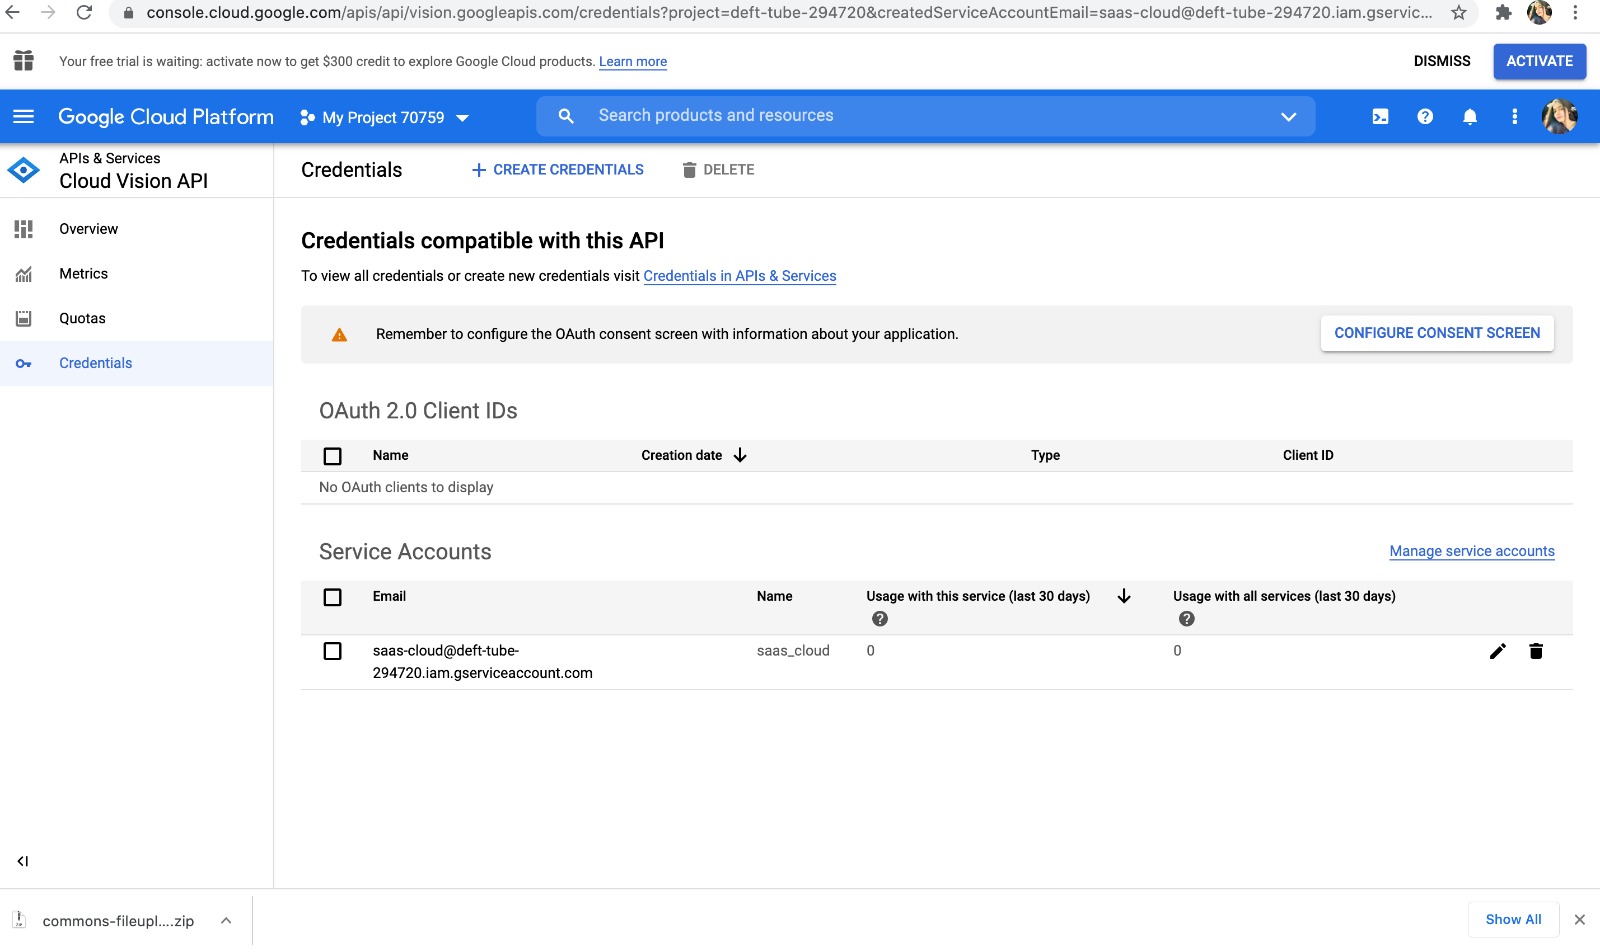 console.cloud.google.com/apis/api/vision.googleapis.com/credentials?project=deft-tube-294720&createdServiceAccountEmail=saas-cloud@deft-tube-294720.iam.gservic...
Your free trial is waiting: activate now to get $300 credit to explore Google Cloud products. Learn more
DISMISS
ACTIVATE
Google Cloud Platform
My Project 70759
Search products and resources
APIs & Services
Cloud Vision API
Credentials
CREATE CREDENTIALS
DELETE
Overview
Metrics
Quotas
Credentials
Credentials compatible with this API
To view all credentials or create new credentials visit Credentials in APIs & Services
Remember to configure the OAuth consent screen with information about your application.
CONFIGURE CONSENT SCREEN
OAuth 2.0 Client IDs
Name Creation date Type Client ID
No OAuth clients to display
Service Accounts
Manage service accounts
Email Name Usage with this service (last 30 days) Usage with all services (last 30 days)
saas-cloud@deft-tube- saas_cloud 0 0
294720.iam.gserviceaccount.com
commons-fileupl....zip
Show All